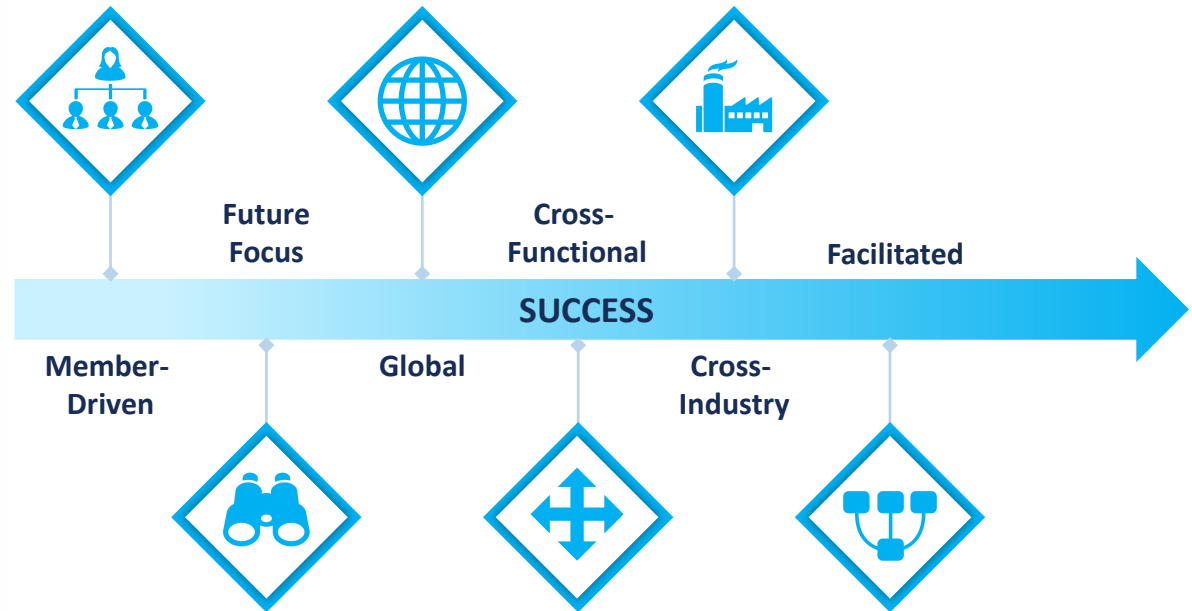 Future
Focus
Cross-
Functional
Facilitated
SUCCESS
Member-
Driven
Global
Cross-
Industry